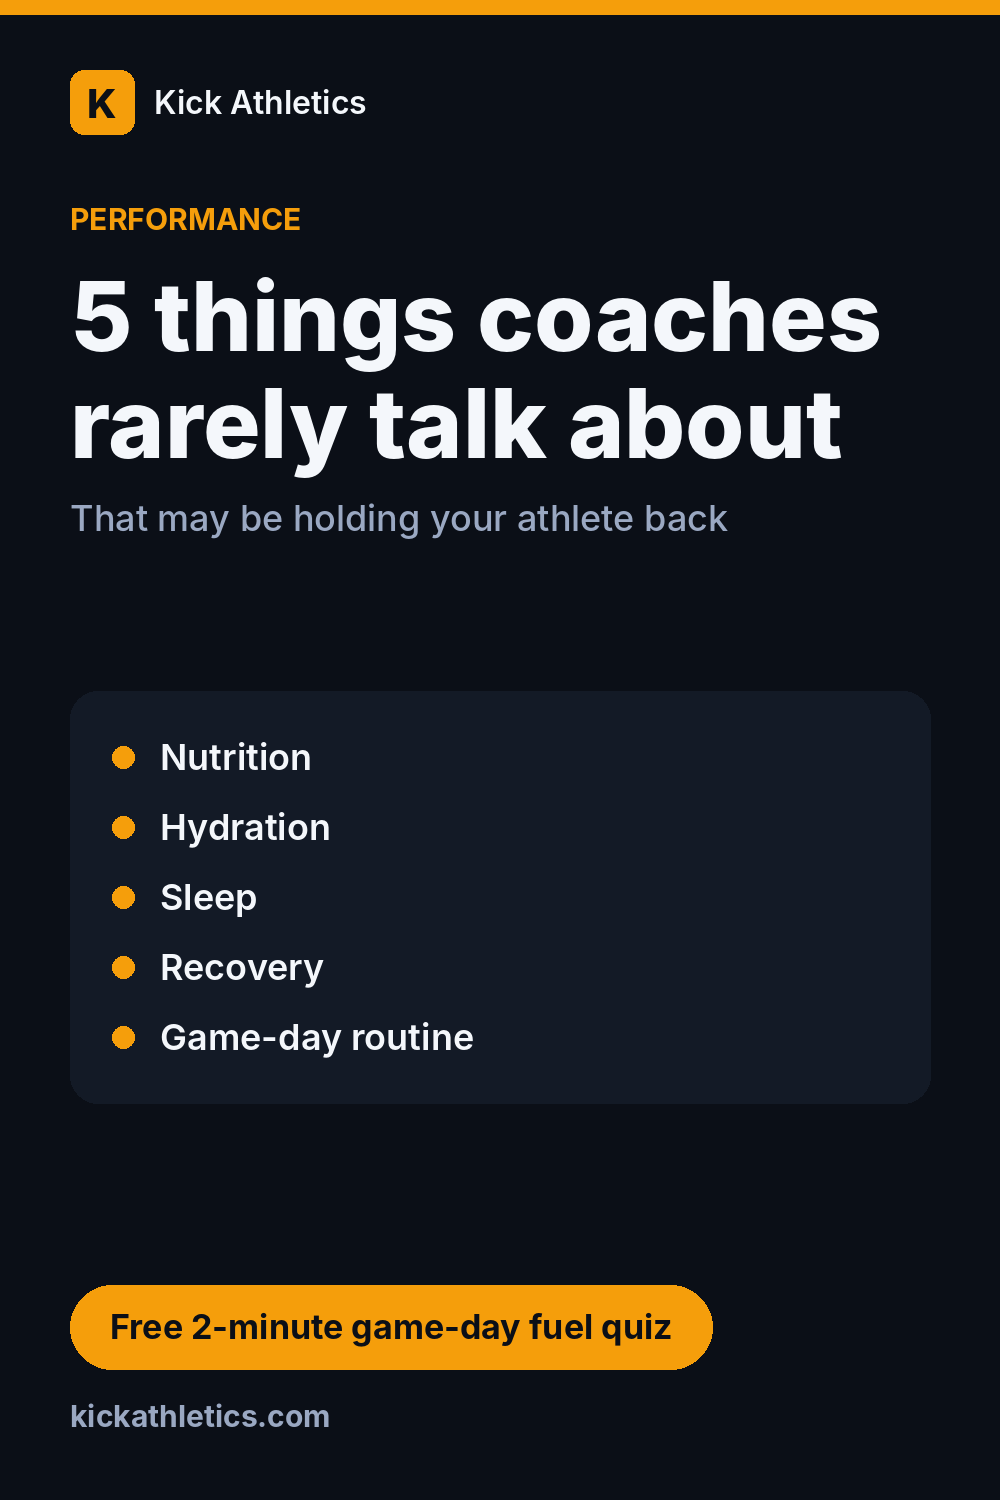 K
Kick Athletics
PERFORMANCE
5 things coaches
rarely talk about
That may be holding your athlete back
Nutrition
Hydration
Sleep
Recovery
Game-day routine
Free 2-minute game-day fuel quiz
kickathletics.com